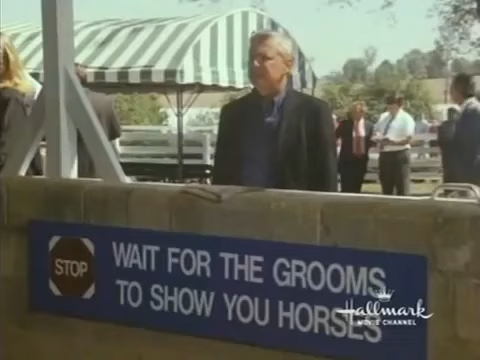 STOP
WAIT FOR THE GROOMS
TO SHOW YOU HORSES
Hallmark
MOVIE CHANNEL